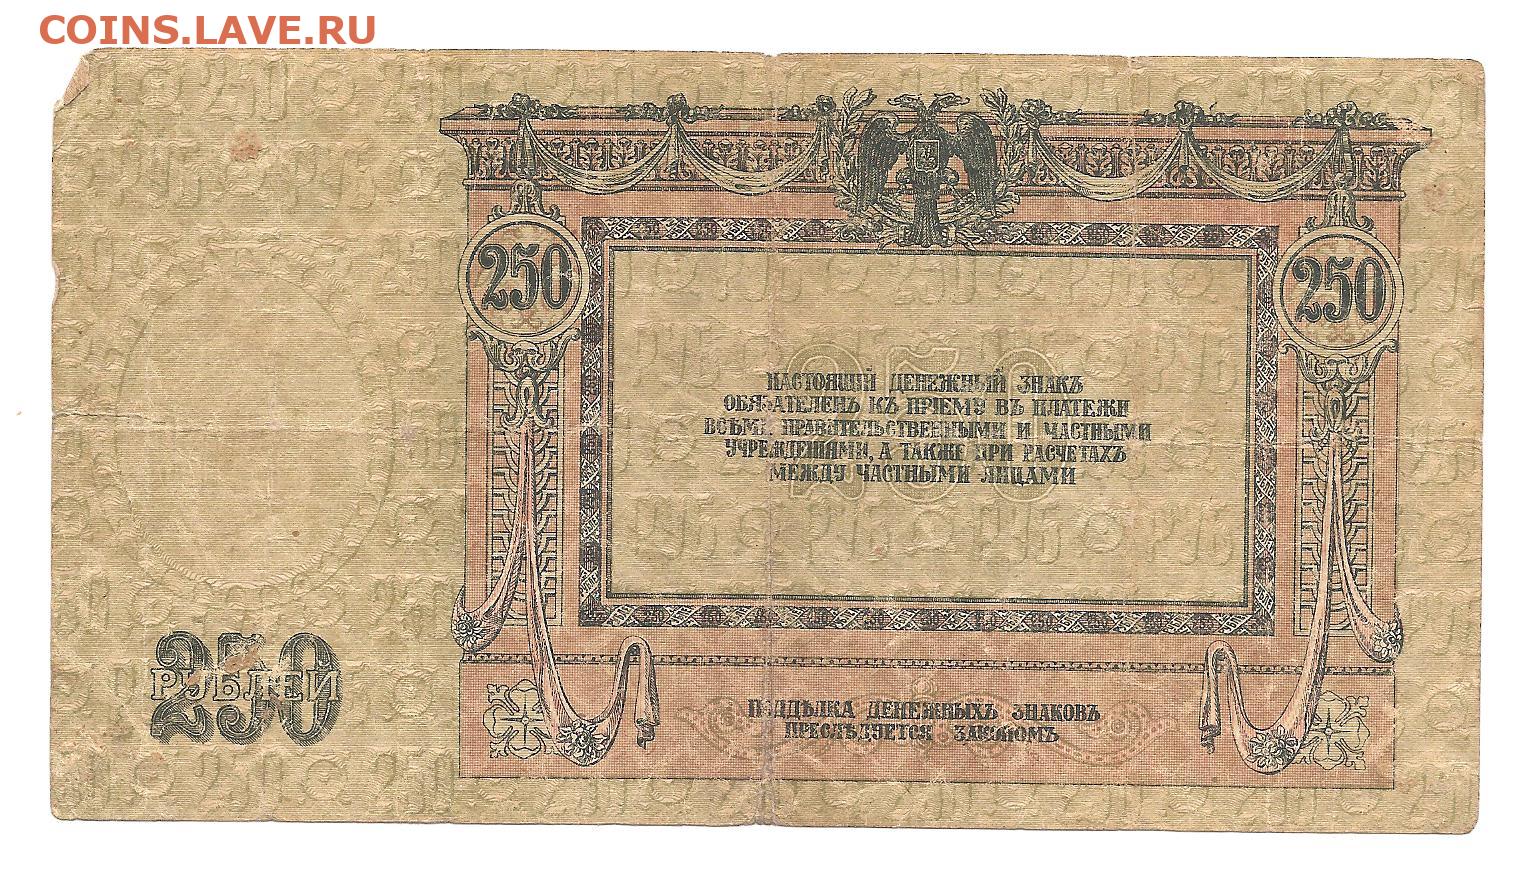 COINS.LAVE.RU
250
250
250
НАСТОЯЩІЙ ДЕНЕЖНЫЙ ЗНАКЪ
ОБЯЗАТЕЛЕНЪ КЪ ПРІЕМУ ВЪ ПЛАТЕЖИ
ВСѢМИ ПРАВИТЕЛЬСТВЕННЫМИ И ЧАСТНЫМИ
УЧРЕЖДЕНІЯМИ, А ТАКЖЕ ПРИ РАСЧЕТАХЪ
МЕЖДУ ЧАСТНЫМИ ЛИЦАМИ
250
РУБЛЕЙ
ПОДДѢЛКА ДЕНЕЖНЫХЪ ЗНАКОВЪ
ПРЕСЛѢДУЕТСЯ ЗАКОНОМЪ